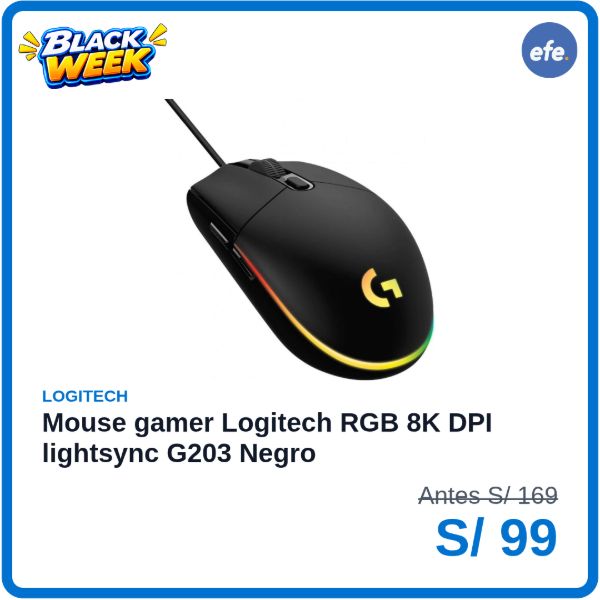 BLACK
WEEK
efe.
G
LOGITECH
Mouse gamer Logitech RGB 8K DPI
lightsync G203 Negro
Antes S/ 169
S/ 99